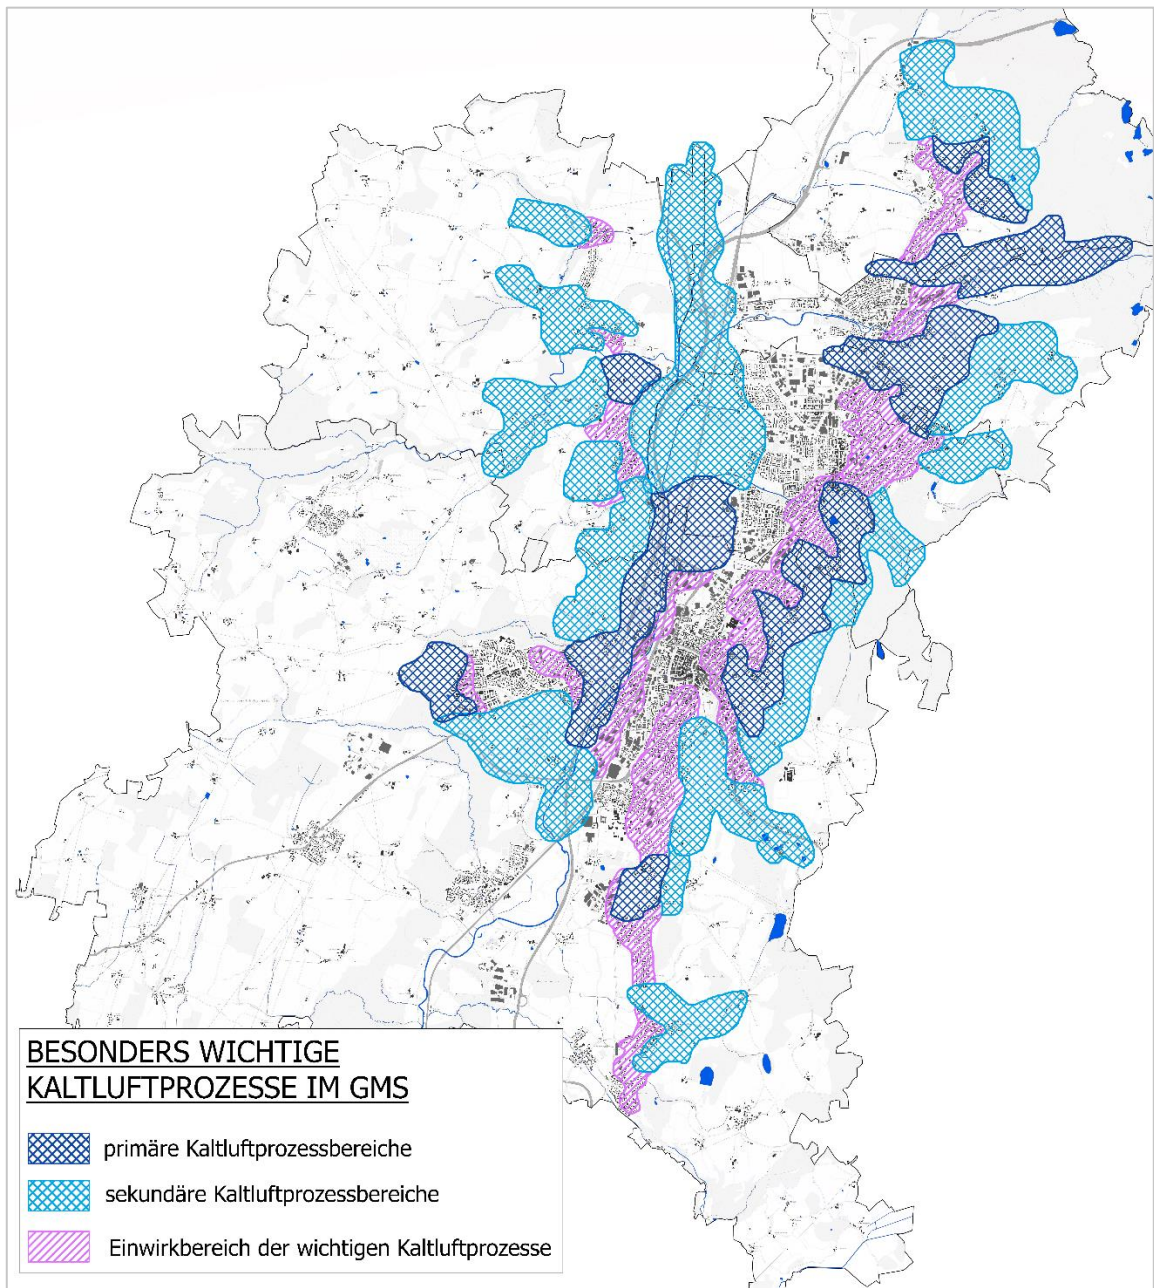 BESONDERS WICHTIGE
KALTLUFTPROZESSE IM GMS
primäre Kaltluftprozessbereiche
sekundäre Kaltluftprozessbereiche
Einwirkbereich der wichtigen Kaltluftprozesse